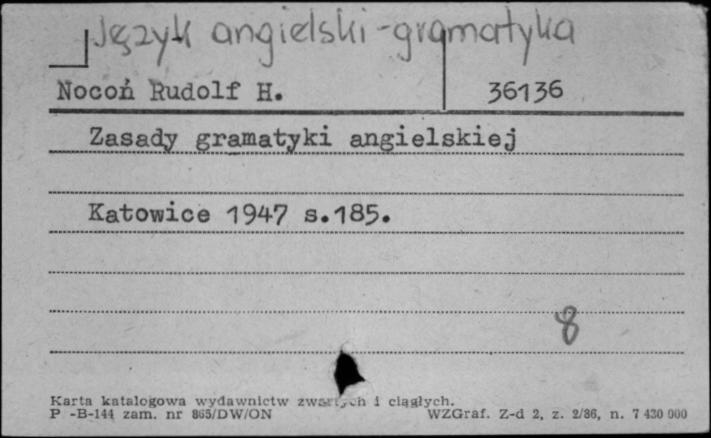 Język angielski-gramatyka
Nocoń Rudolf H. 36136
Zasady gramatyki angielskiej
Katowice 1947 s.185.
8
Karta katalogowa wydawnictw zwartych i ciągłych.
P -B-144 zam. nr 865/DW/ON WZGraf. Z-d 2, z. 2/86, n. 7 430 000